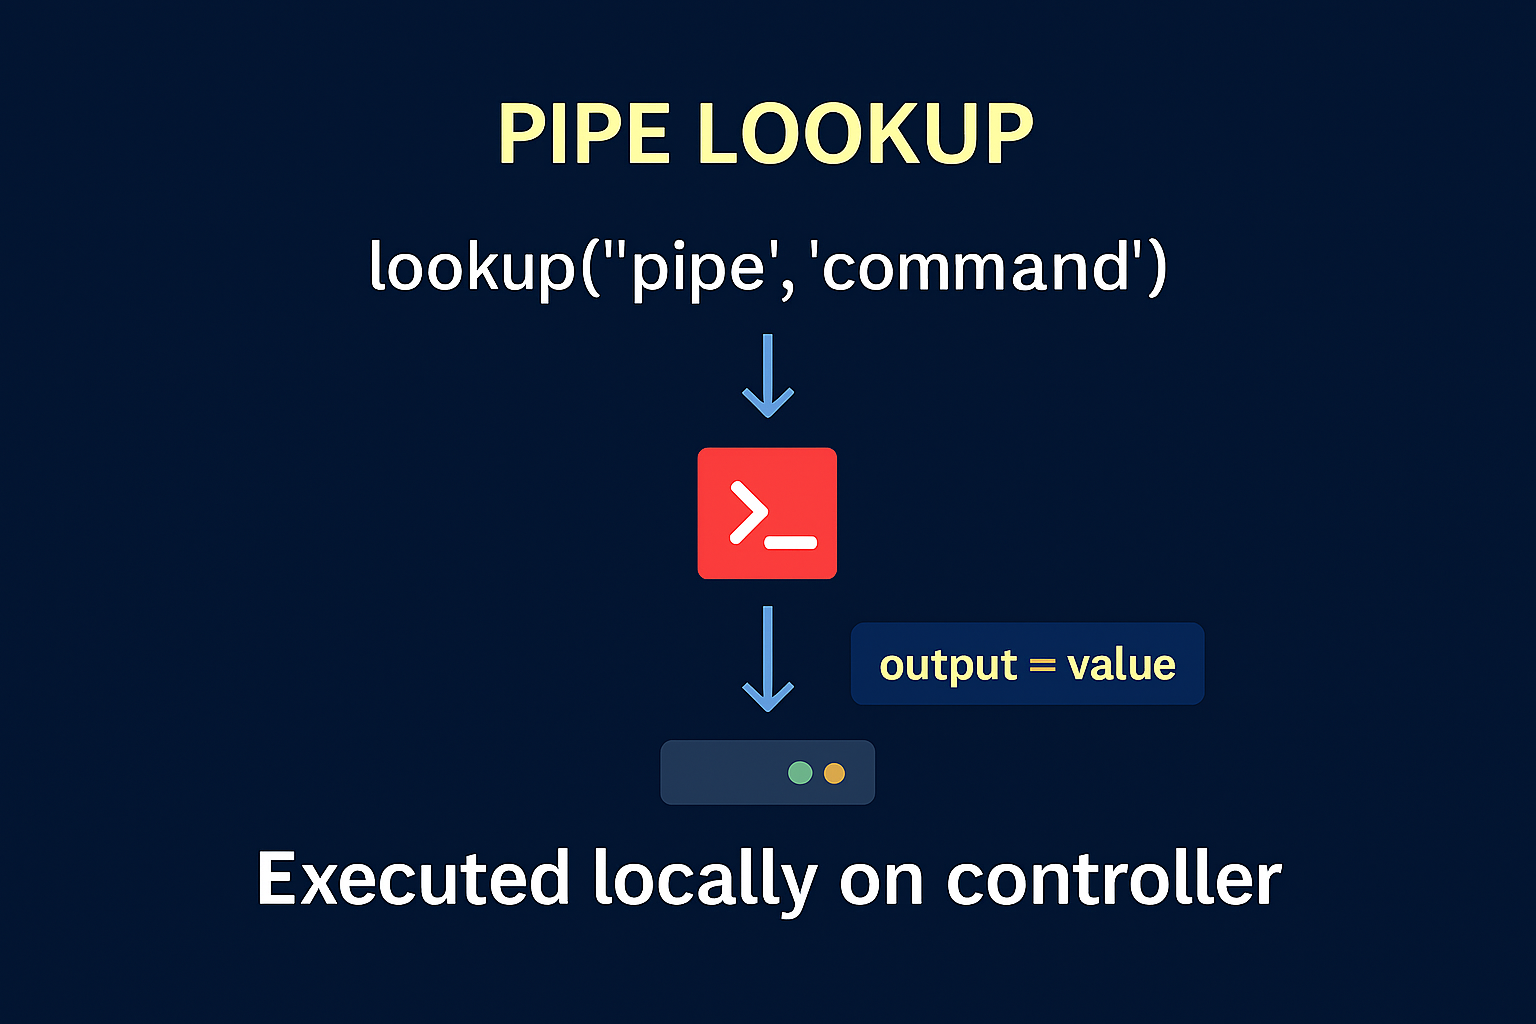 PIPE LOOKUP
lookup(''pipe', 'command')
>_
output = value
Executed locally on controller